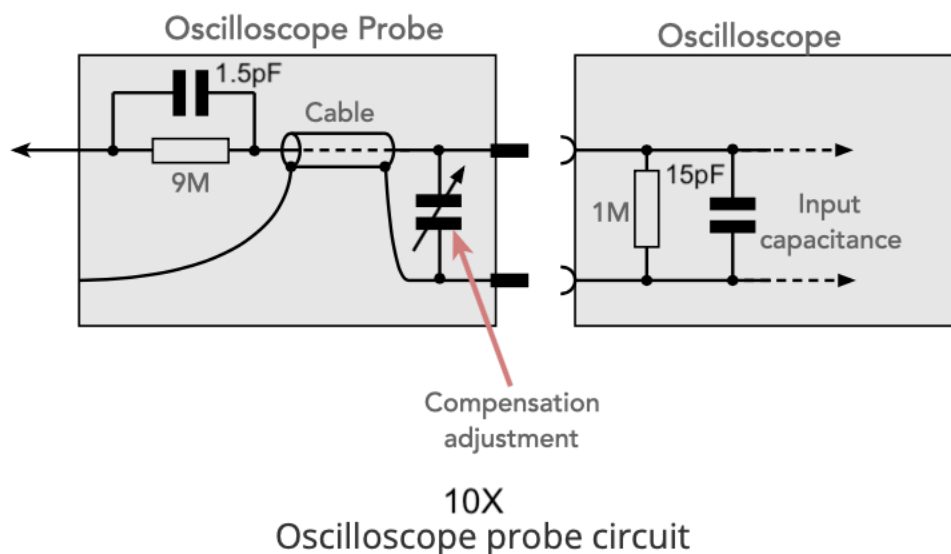 Oscilloscope Probe
Oscilloscope
1.5pF
Cable
9M
15pF
1M
Input
capacitance
Compensation
adjustment
10X
Oscilloscope probe circuit